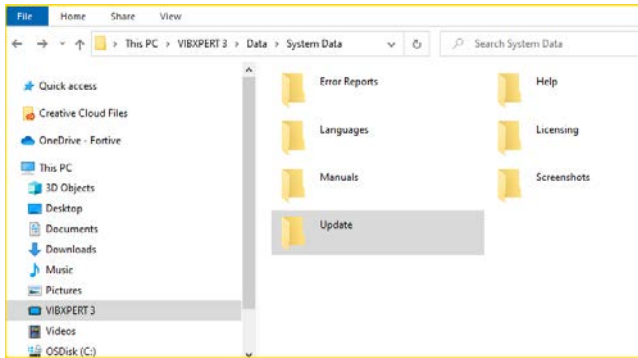 File Home Share View
This PC > VIBXPERT 3 > Data > System Data
Search System Data
Quick access
Creative Cloud Files
OneDrive - Fortive
This PC
3D Objects
Desktop
Documents
Downloads
Music
Pictures
VIBXPERT 3
Videos
OSDisk (C:)
Error Reports
Help
Languages
Licensing
Manuals
Screenshots
Update